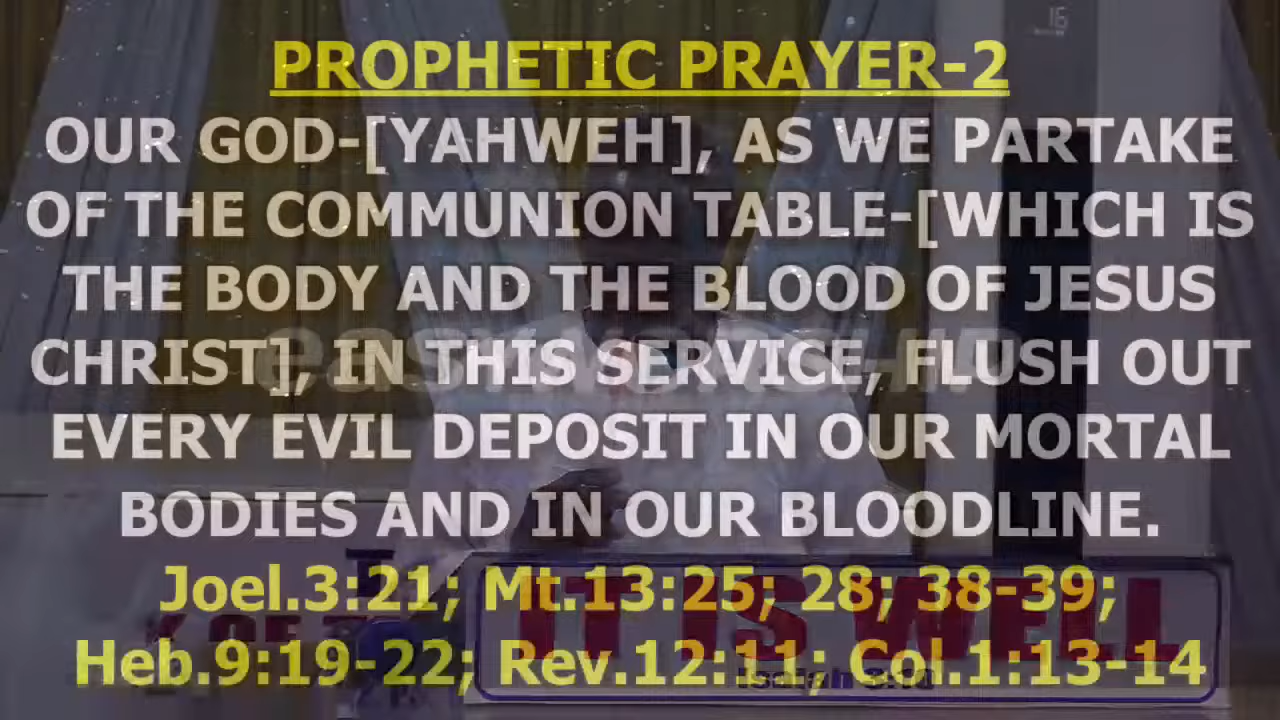 PROPHETIC PRAYER-2
OUR GOD-[YAHWEH], AS WE PARTAKE
OF THE COMMUNION TABLE-[WHICH IS
THE BODY AND THE BLOOD OF JESUS
CHRIST], IN THIS SERVICE, FLUSH OUT
EVERY EVIL DEPOSIT IN OUR MORTAL
BODIES AND IN OUR BLOODLINE.
Joel.3:21; Mt.13:25; 28; 38-39;
Heb.9:19-22; Rev.12:11; Col.1:13-14
IT IS WELL